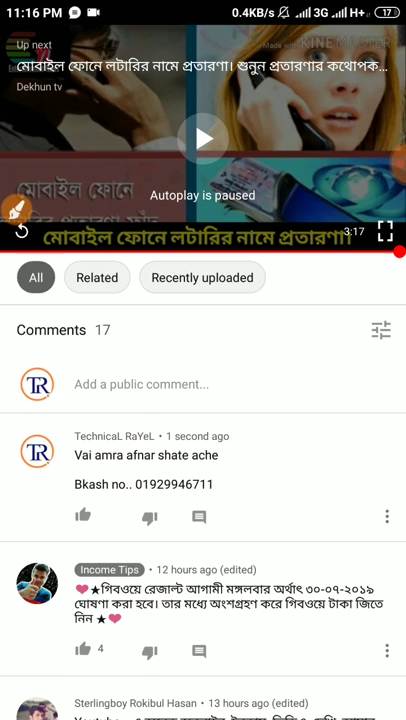 11:16 PM 0.4KB/s 3G H+ 17
Up next
Made with KINEMASTER
মোবাইল ফোনে লটারির নামে প্রতারণা। শুনুন প্রতারণার কথোপক...
Dekhun tv
Autoplay is paused
মোবাইল ফোনে
মোবাইল ফোনে লটারির নামে প্রতারণা
3:17
All Related Recently uploaded
Comments 17
TR Add a public comment...
TR TechnicaL RaYeL • 1 second ago
Vai amra afnar shate ache
Bkash no.. 01929946711
Income Tips • 12 hours ago (edited)
❤★গিবওয়ে রেজাল্ট আগামী মঙ্গলবার অর্থাৎ ৩০-০৭-২০১৯
ঘোষণা করা হবে। তার মধ্যে অংশগ্রহণ করে গিবওয়ে টাকা জিতে
নিন ★❤
4
Sterlingboy Rokibul Hasan • 13 hours ago (edited)